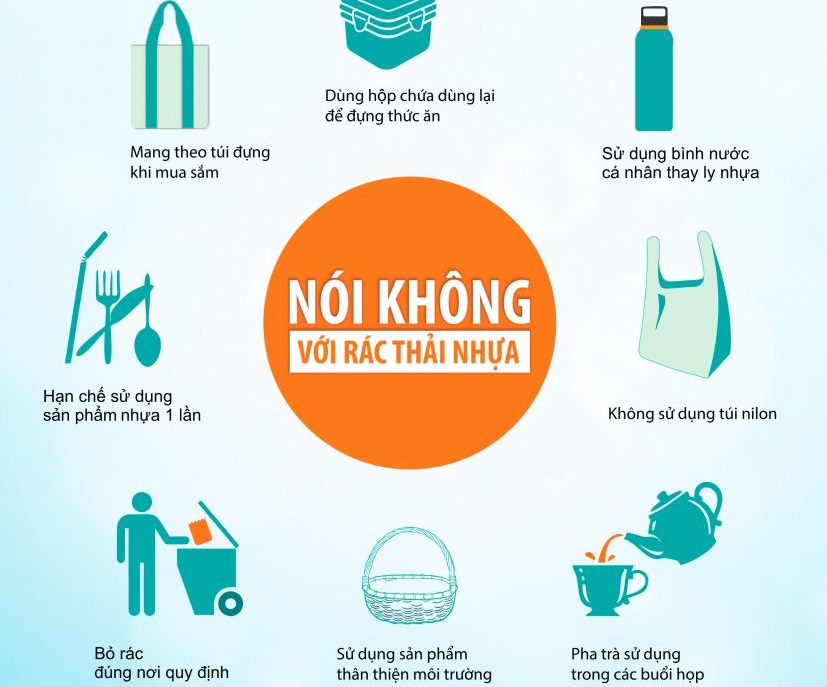 Dùng hộp chứa dùng lại
để đựng thức ăn
Mang theo túi đựng
khi mua sắm
Sử dụng bình nước
cá nhân thay ly nhựa
NÓI KHÔNG
VỚI RÁC THẢI NHỰA
Hạn chế sử dụng
sản phẩm nhựa 1 lần
Không sử dụng túi nilon
Bỏ rác
đúng nơi quy định
Sử dụng sản phẩm
thân thiện môi trường
Pha trà sử dụng
trong các buổi họp